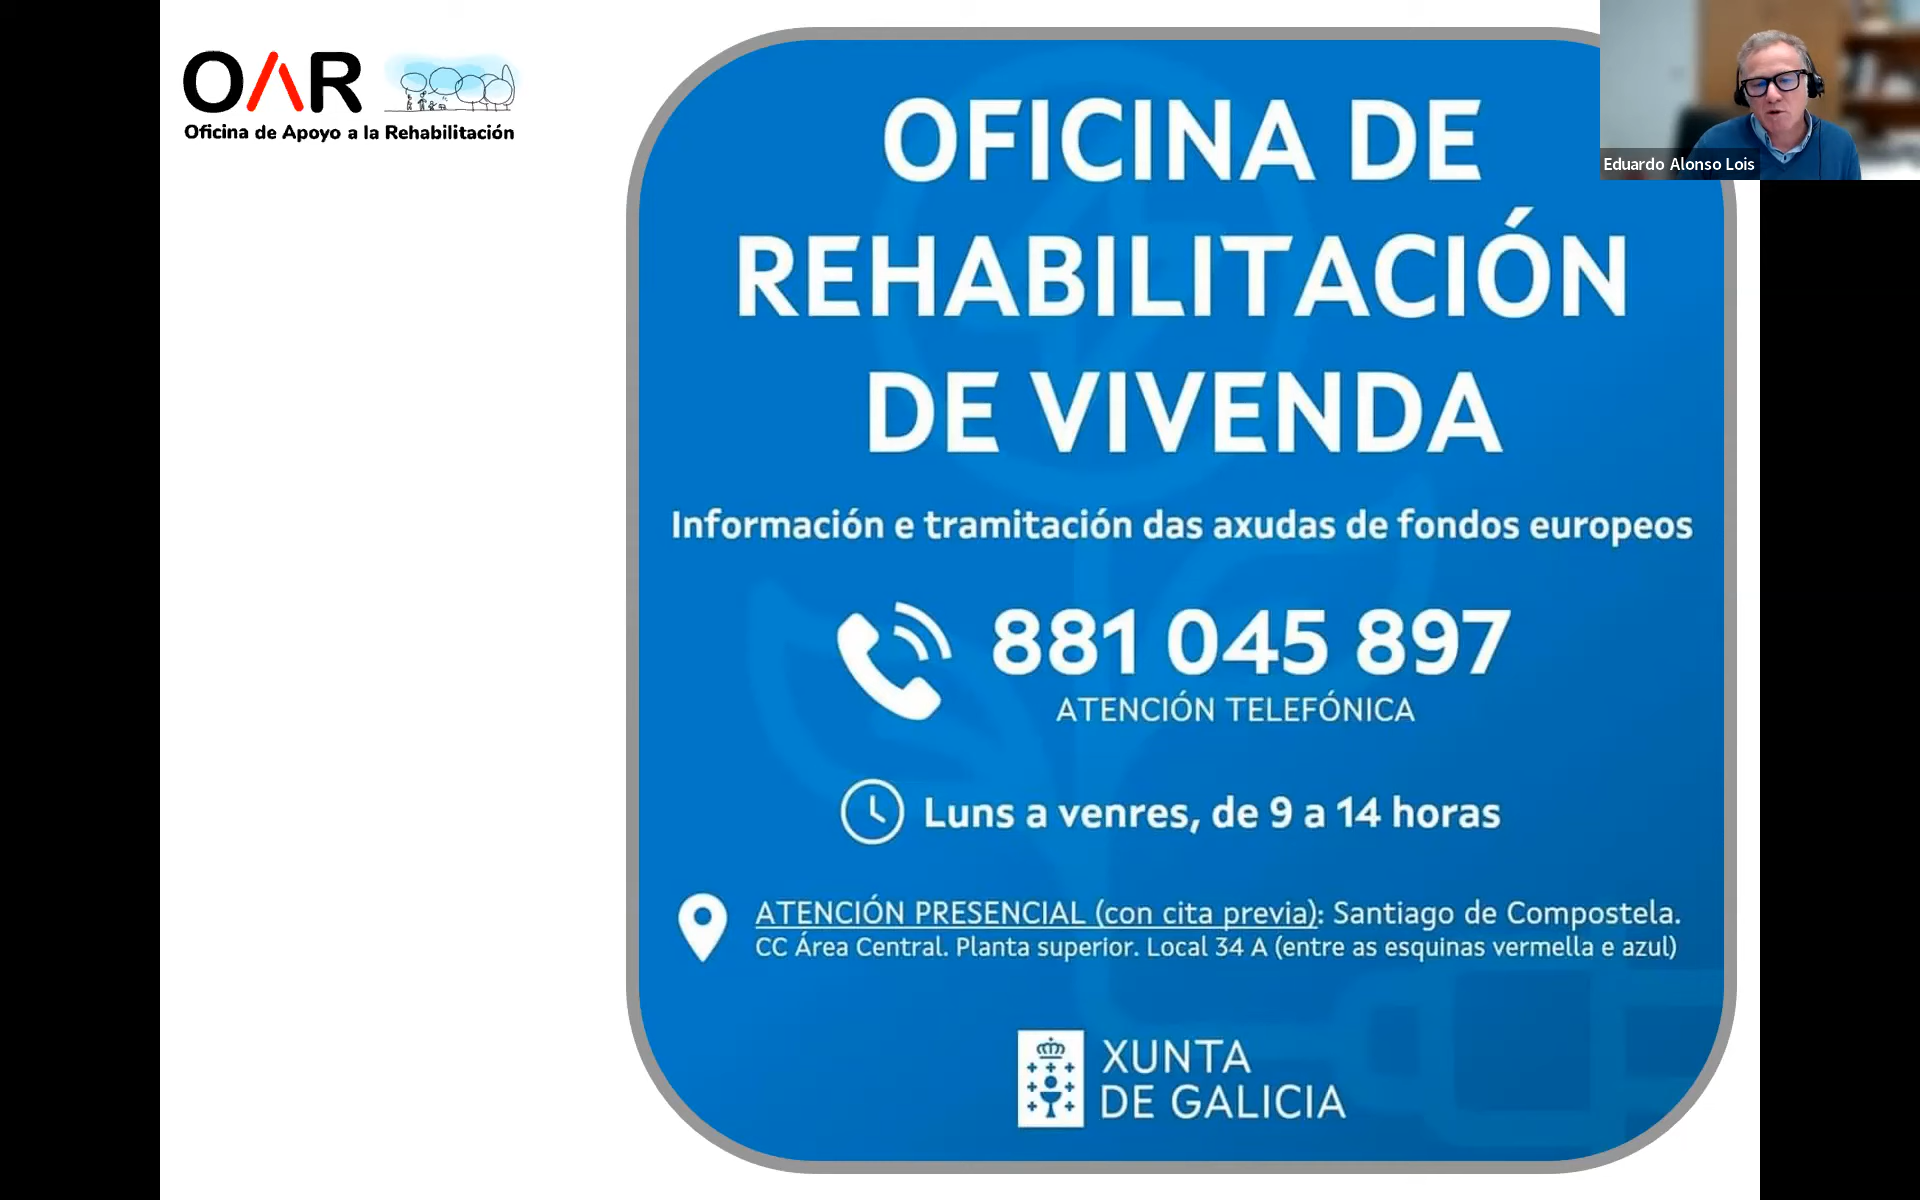 OAR
Oficina de Apoyo a la Rehabilitación
Eduardo Alonso Lois
OFICINA DE
REHABILITACIÓN
DE VIVENDA
Información e tramitación das axudas de fondos europeos
881 045 897
ATENCIÓN TELEFÓNICA
Luns a venres, de 9 a 14 horas
ATENCIÓN PRESENCIAL (con cita previa): Santiago de Compostela.
CC Área Central. Planta superior. Local 34 A (entre as esquinas vermella e azul)
XUNTA
DE GALICIA